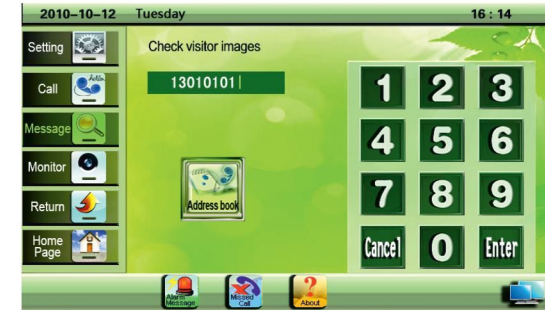 2010-10-12 Tuesday 16 : 14
Setting
Call
Message
Monitor
Return
Home
Page
Check visitor images
13010101
Address book
1 2 3
4 5 6
7 8 9
Cancel 0 Enter
Alarm
Message
Missed
Call
About